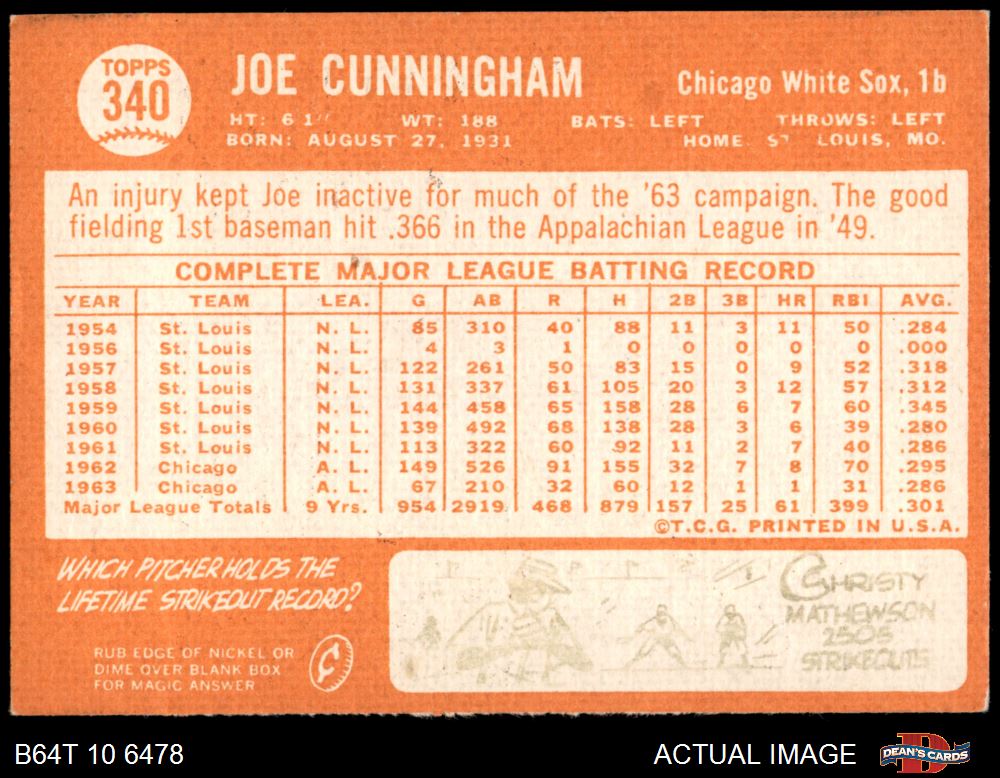 TOPPS
340
JOE CUNNINGHAM
Chicago White Sox, 1b
HT: 6 1" WT: 188 BATS: LEFT THROWS: LEFT
BORN: AUGUST 27, 1931 HOME ST LOUIS, MO.
An injury kept Joe inactive for much of the '63 campaign. The good
fielding 1st baseman hit .366 in the Appalachian League in '49.
COMPLETE MAJOR LEAGUE BATTING RECORD
YEAR TEAM LEA. G AB R H 2B 3B HR RBI AVG.
1954 St. Louis N. L. 85 310 40 88 11 3 11 50 .284
1956 St. Louis N. L. 4 3 1 0 0 0 0 0 .000
1957 St. Louis N. L. 122 261 50 83 15 0 9 52 .318
1958 St. Louis N. L. 131 337 61 105 20 3 12 57 .312
1959 St. Louis N. L. 144 458 65 158 28 6 7 60 .345
1960 St. Louis N. L. 139 492 68 138 28 3 6 39 .280
1961 St. Louis N. L. 113 322 60 92 11 2 7 40 .286
1962 Chicago A. L. 149 526 91 155 32 7 8 70 .295
1963 Chicago A. L. 67 210 32 60 12 1 1 31 .286
Major League Totals 9 Yrs. 954 2919 468 879 157 25 61 399 .301
©T.C.G. PRINTED IN U.S.A.
WHICH PITCHER HOLDS THE
LIFETIME STRIKEOUT RECORD?
RUB EDGE OF NICKEL OR
DIME OVER BLANK BOX
FOR MAGIC ANSWER
CHRISTY
MATHEWSON
2505
STRIKEOUTS
B64T 10 6478
ACTUAL IMAGE
DEAN'S CARDS